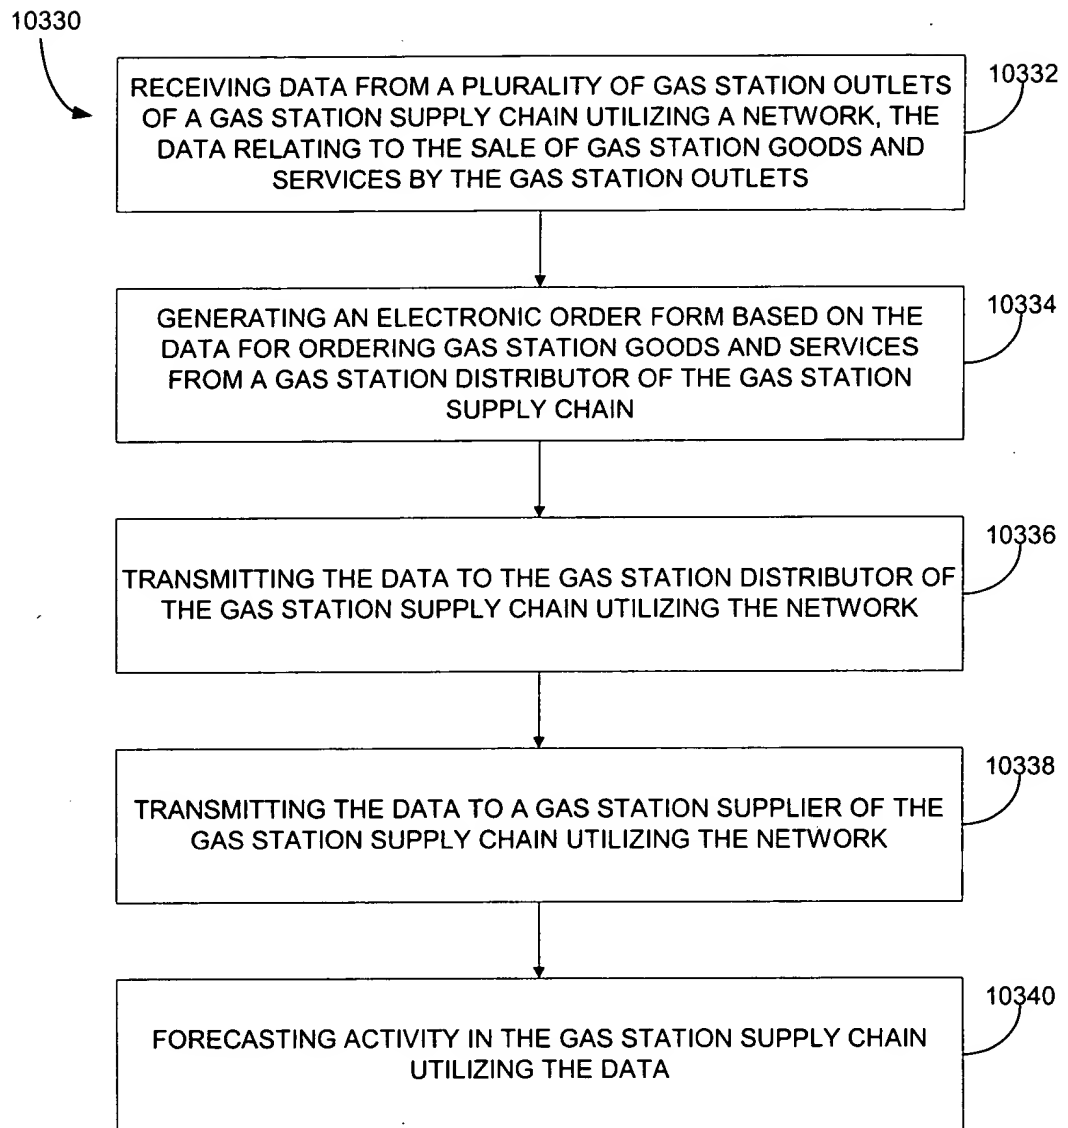 10330
10332
RECEIVING DATA FROM A PLURALITY OF GAS STATION OUTLETS
OF A GAS STATION SUPPLY CHAIN UTILIZING A NETWORK, THE
DATA RELATING TO THE SALE OF GAS STATION GOODS AND
SERVICES BY THE GAS STATION OUTLETS
10334
GENERATING AN ELECTRONIC ORDER FORM BASED ON THE
DATA FOR ORDERING GAS STATION GOODS AND SERVICES
FROM A GAS STATION DISTRIBUTOR OF THE GAS STATION
SUPPLY CHAIN
10336
TRANSMITTING THE DATA TO THE GAS STATION DISTRIBUTOR OF
THE GAS STATION SUPPLY CHAIN UTILIZING THE NETWORK
10338
TRANSMITTING THE DATA TO A GAS STATION SUPPLIER OF THE
GAS STATION SUPPLY CHAIN UTILIZING THE NETWORK
10340
FORECASTING ACTIVITY IN THE GAS STATION SUPPLY CHAIN
UTILIZING THE DATA